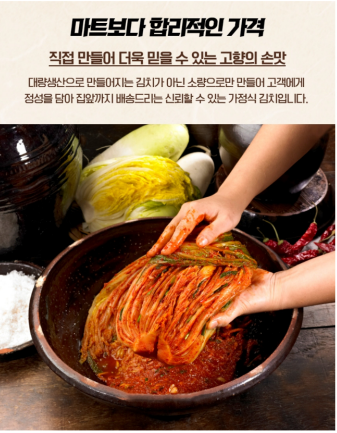 마트보다 합리적인 가격
직접 만들어 더욱 믿을 수 있는 고향의 손맛
대량생산으로 만들어지는 김치가 아닌 소량으로만 만들어 고객에게
정성을 담아 집앞까지 배송드리는 신뢰할 수 있는 가정식 김치입니다.